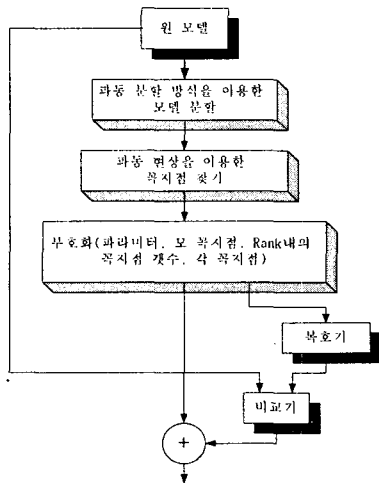 원 모델
파동 분할 방식을 이용한
모델 분할
파동 현상을 이용한
꼭지점 찾기
부호화(파라미터, 모 꼭지점, Rank내의
꼭지점 갯수, 각 꼭지점)
복호기
비교기
+